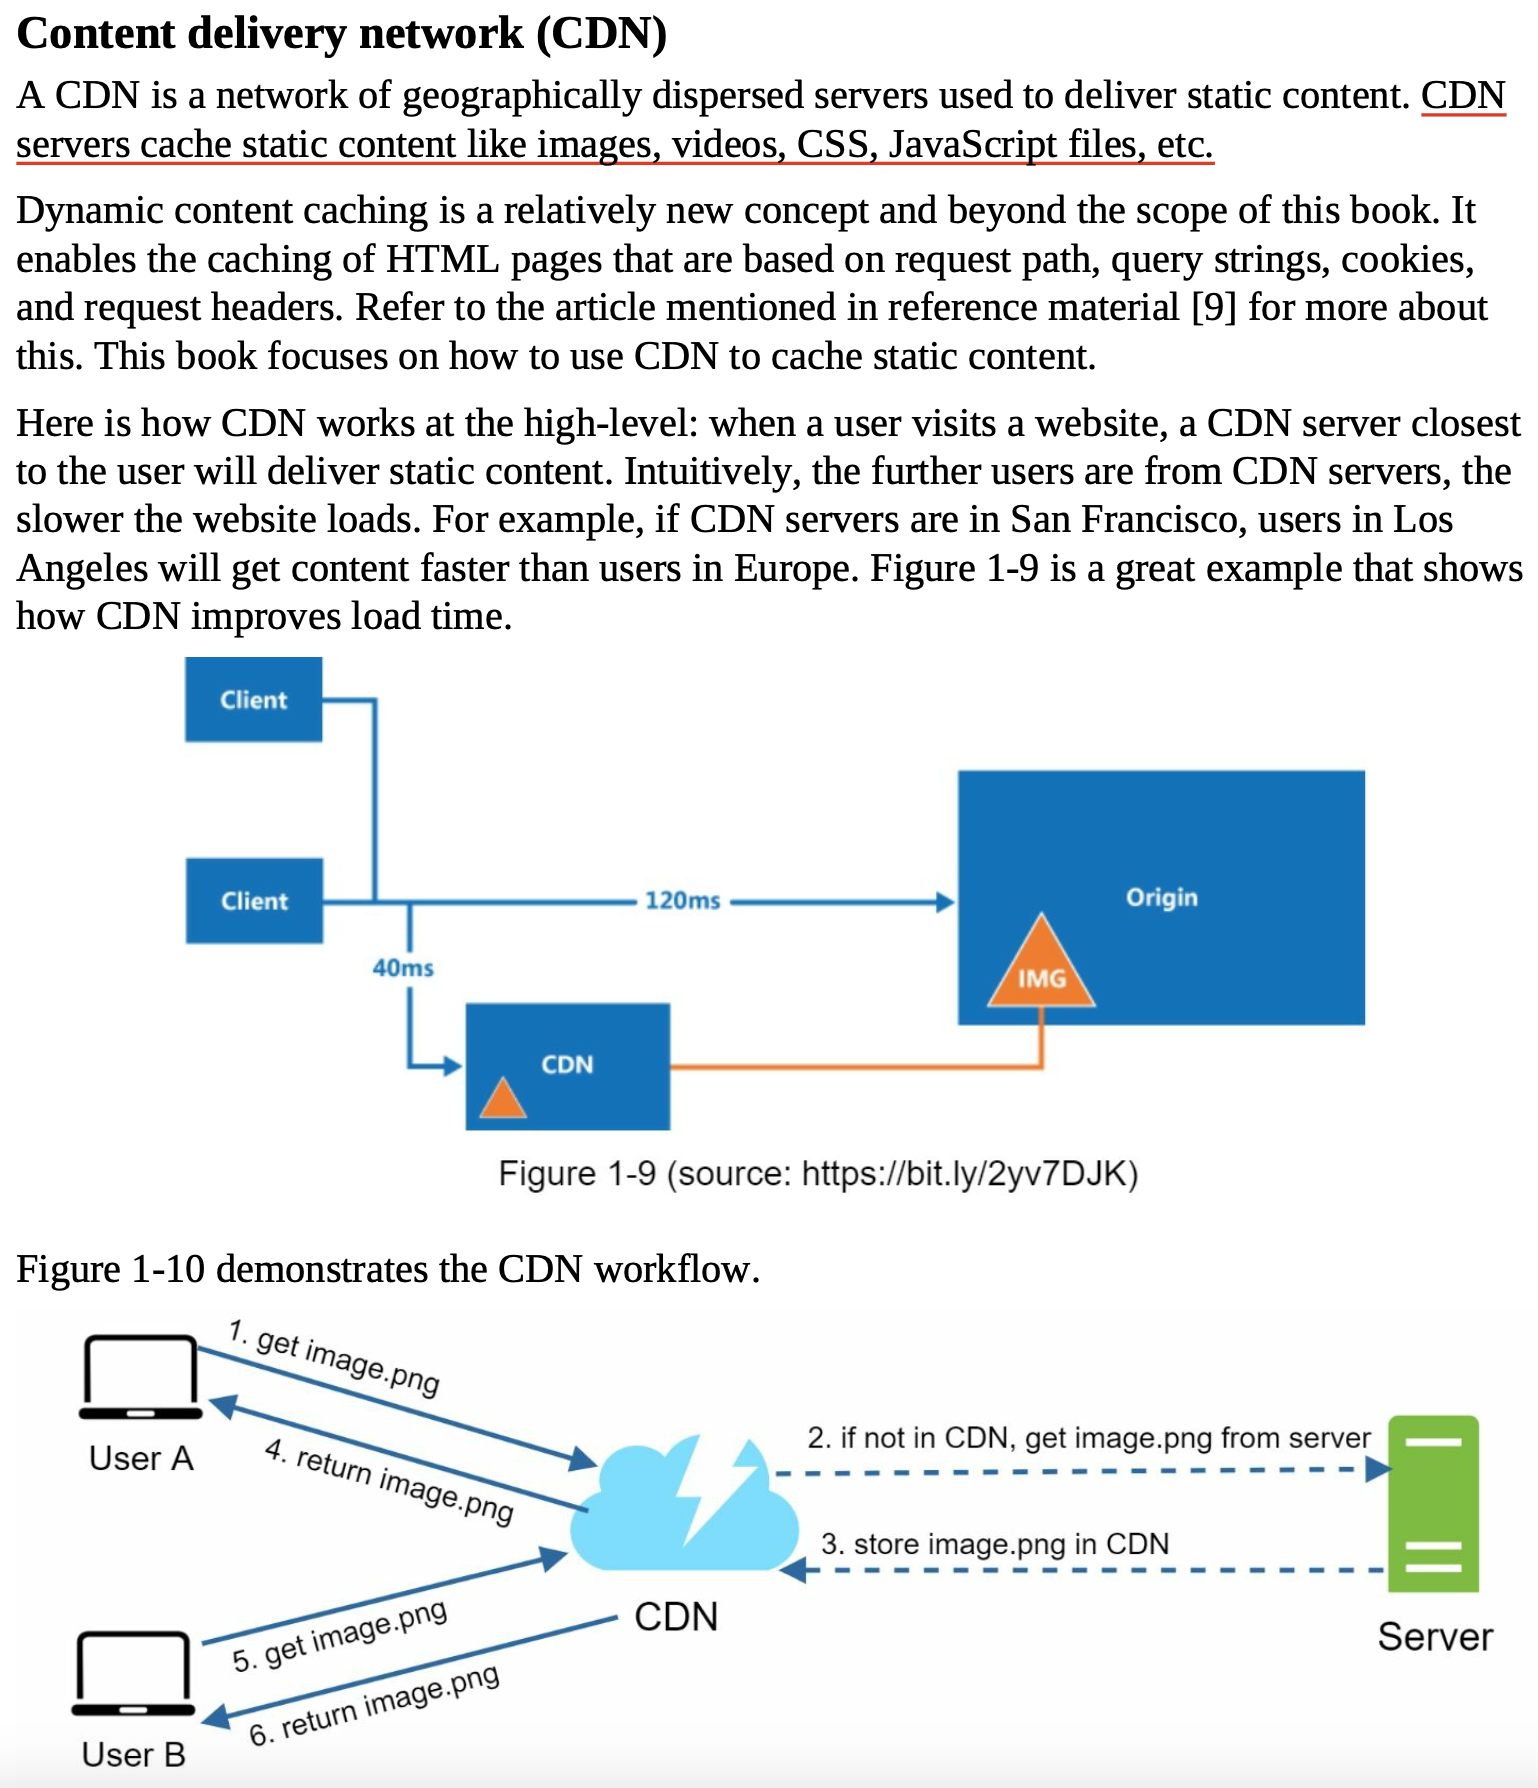 Content delivery network (CDN)
A CDN is a network of geographically dispersed servers used to deliver static content. CDN
servers cache static content like images, videos, CSS, JavaScript files, etc.
Dynamic content caching is a relatively new concept and beyond the scope of this book. It
enables the caching of HTML pages that are based on request path, query strings, cookies,
and request headers. Refer to the article mentioned in reference material [9] for more about
this. This book focuses on how to use CDN to cache static content.
Here is how CDN works at the high-level: when a user visits a website, a CDN server closest
to the user will deliver static content. Intuitively, the further users are from CDN servers, the
slower the website loads. For example, if CDN servers are in San Francisco, users in Los
Angeles will get content faster than users in Europe. Figure 1-9 is a great example that shows
how CDN improves load time.
Client
Client
120ms
Origin
40ms
IMG
CDN
Figure 1-9 (source: https://bit.ly/2yv7DJK)
Figure 1-10 demonstrates the CDN workflow.
1. get image.png
4. return image.png
User A
2. if not in CDN, get image.png from server
3. store image.png in CDN
CDN
Server
5. get image.png
6. return image.png
User B